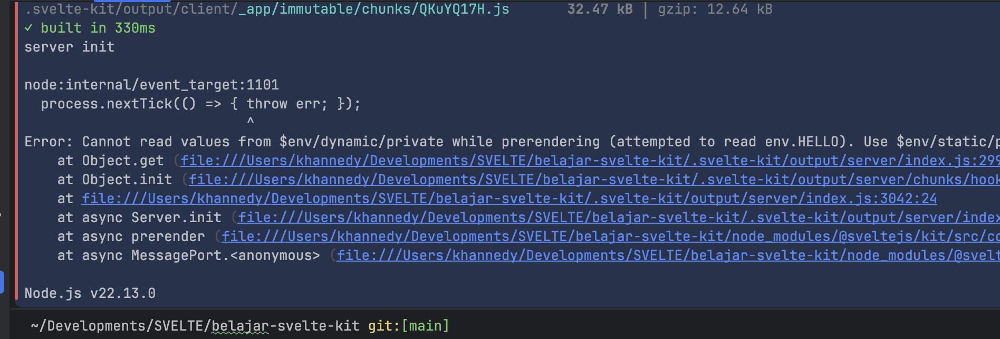 .svelte-kit/output/client/_app/immutable/chunks/QKuYQ17H.js 32.47 kB │ gzip: 12.64 kB
✓ built in 330ms
server init
node:internal/event_target:1101
process.nextTick(() => { throw err; });
^
Error: Cannot read values from $env/dynamic/private while prerendering (attempted to read env.HELLO). Use $env/static/p
at Object.get (file:///Users/khannedy/Developments/SVELTE/belajar-svelte-kit/.svelte-kit/output/server/index.js:299
at Object.init (file:///Users/khannedy/Developments/SVELTE/belajar-svelte-kit/.svelte-kit/output/server/chunks/hook
at file:///Users/khannedy/Developments/SVELTE/belajar-svelte-kit/.svelte-kit/output/server/index.js:3042:24
at async Server.init (file:///Users/khannedy/Developments/SVELTE/belajar-svelte-kit/.svelte-kit/output/server/index
at async prerender (file:///Users/khannedy/Developments/SVELTE/belajar-svelte-kit/node_modules/@sveltejs/kit/src/co
at async MessagePort.<anonymous> (file:///Users/khannedy/Developments/SVELTE/belajar-svelte-kit/node_modules/@svelt
Node.js v22.13.0
~/Developments/SVELTE/belajar-svelte-kit git:[main]